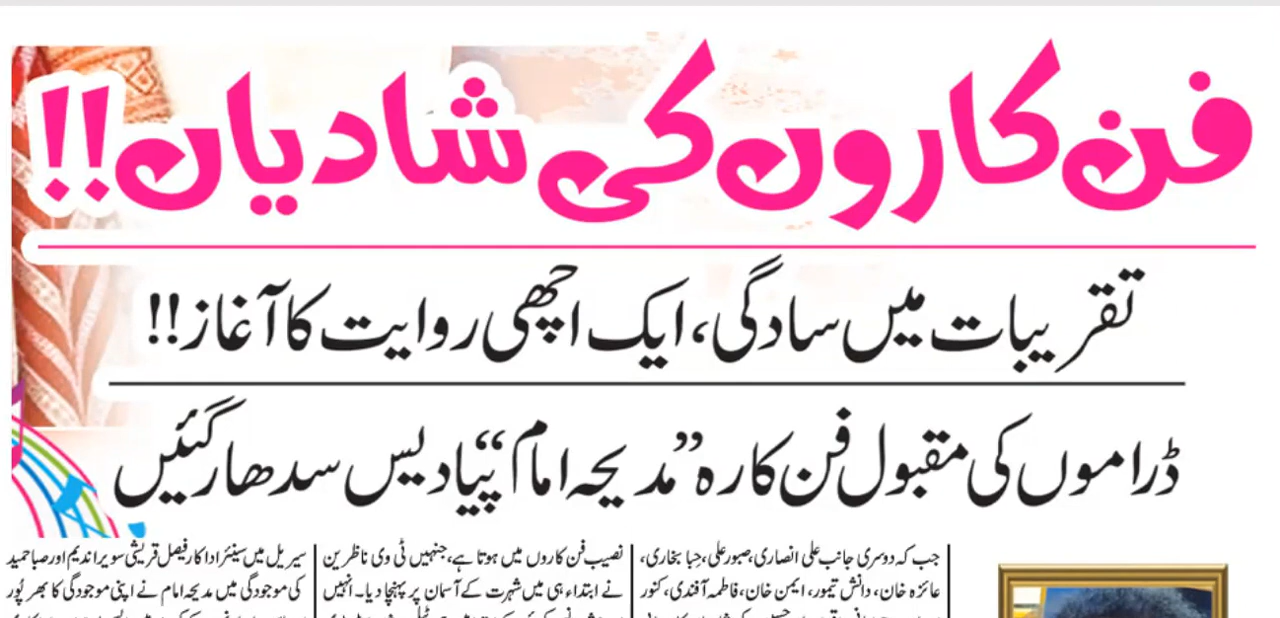 فن کاروں کی شادیاں!!
تقریبات میں سادگی، ایک اچھی روایت کا آغاز!!
ڈراموں کی مقبول فن کارہ ”مدیحہ امام“ پیا دیس سدھار گئیں
جب کہ دوسری جانب علی انصاری، صبور علی، حبا بخاری،
عائزہ خان، دانش تیمور، ایمن خان، فاطمہ آفندی، کنور
نصیب فن کاروں میں ہوتا ہے، جنہیں ٹی وی ناظرین
نے ابتداء ہی میں شہرت کے آسمان پر پہنچا دیا۔ انہیں
سیریل میں سینئر اداکار فیصل قریشی سویرا ندیم اور صبا حمید
کی موجودگی میں مدیحہ امام نے اپنی موجودگی کا بھر پُور